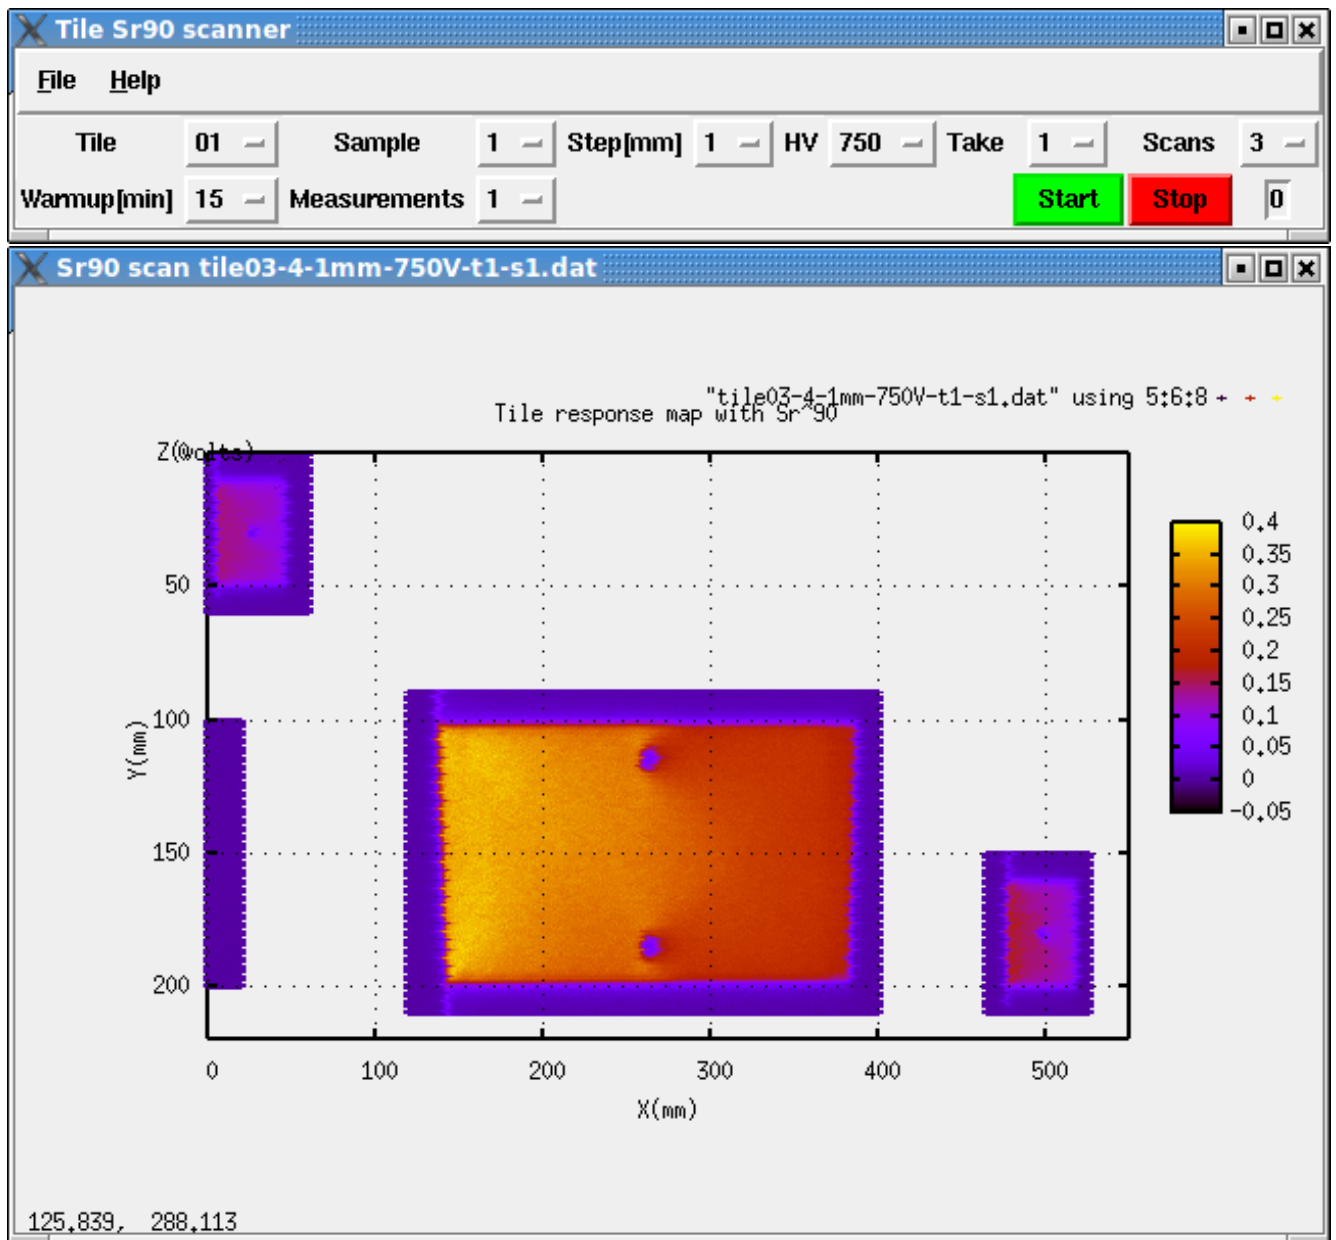 Tile Sr90 scanner
File Help
Tile 01 Sample 1 Step[mm] 1 HV 750 Take 1 Scans 3
Warmup[min] 15 Measurements 1 Start Stop 0
Sr90 scan tile03-4-1mm-750V-t1-s1.dat
"tile03-4-1mm-750V-t1-s1.dat" using 5:6:8
Tile response map with Sr^90
Z(@volts)
50
100
150
200
Y(mm)
0 100 200 300 400 500
X(mm)
0.4
0.35
0.3
0.25
0.2
0.15
0.1
0.05
0
-0.05
125.839, 288.113